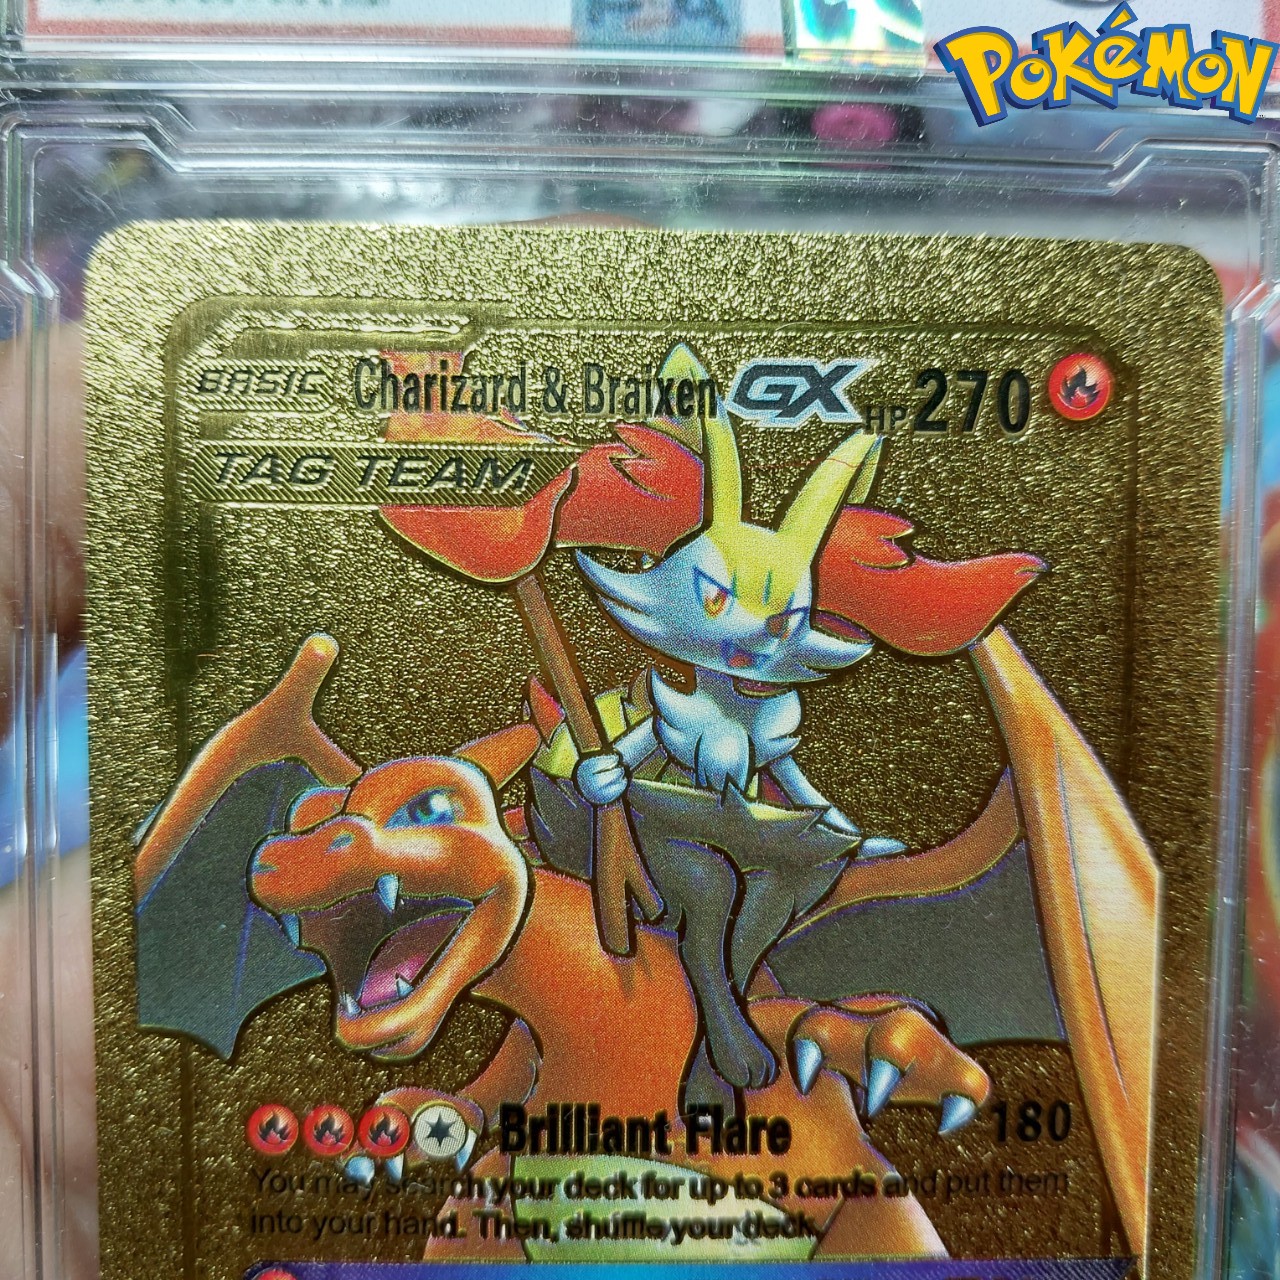 POKÉMON
BASIC Charizard & Braixen GX HP 270
TAG TEAM
Brilliant Flare 180
You may search your deck for up to 3 cards and put them
into your hand. Then, shuffle your deck.